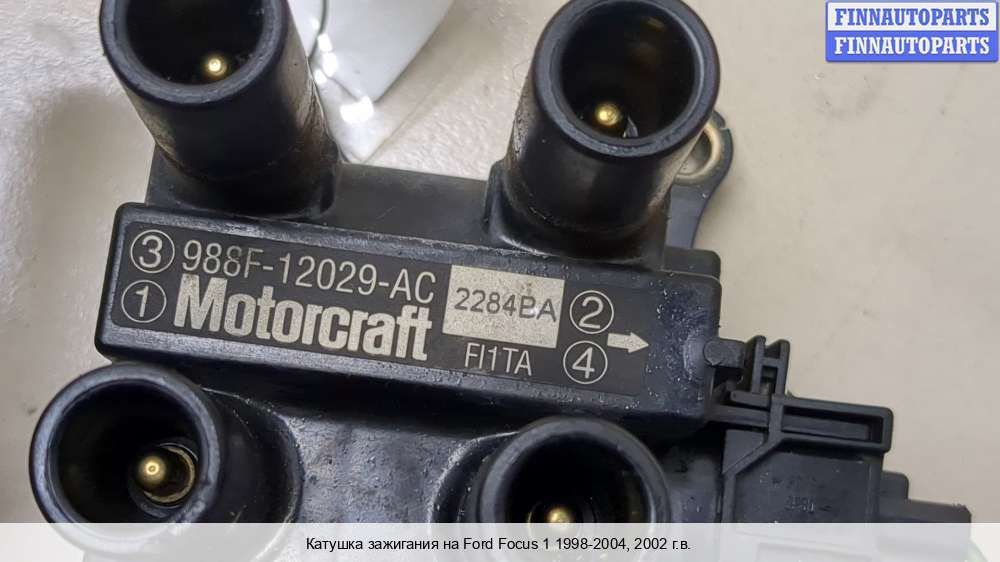 FINNAUTOPARTS
FINNAUTOPARTS
③ 988F-12029-AC
① Motorcraft
2284BA
FI1TA
②
④
Катушка зажигания на Ford Focus 1 1998-2004, 2002 г.в.